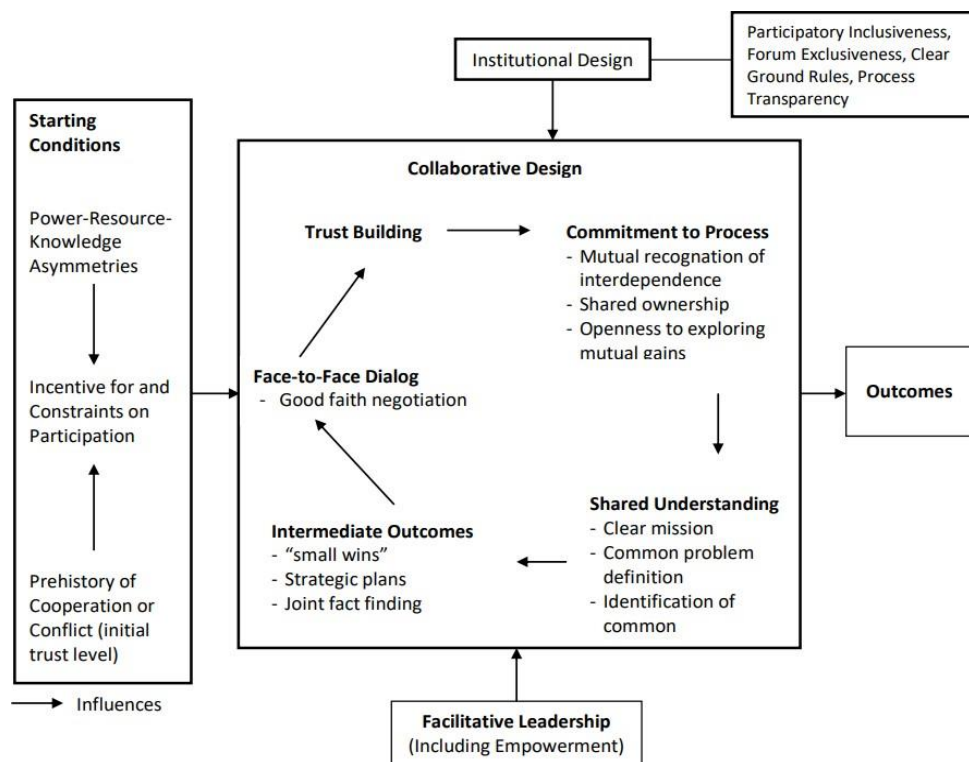 Participatory Inclusiveness,
Forum Exclusiveness, Clear
Ground Rules, Process
Transparency
Institutional Design
Starting
Conditions
Power-Resource-
Knowledge
Asymmetries
Incentive for and
Constraints on
Participation
Prehistory of
Cooperation or
Conflict (initial
trust level)
Collaborative Design
Trust Building
Commitment to Process
- Mutual recognition of
interdependence
- Shared ownership
- Openness to exploring
mutual gains
Face-to-Face Dialog
- Good faith negotiation
Shared Understanding
- Clear mission
- Common problem
definition
- Identification of
common
Intermediate Outcomes
- “small wins”
- Strategic plans
- Joint fact finding
Outcomes
Influences
Facilitative Leadership
(Including Empowerment)